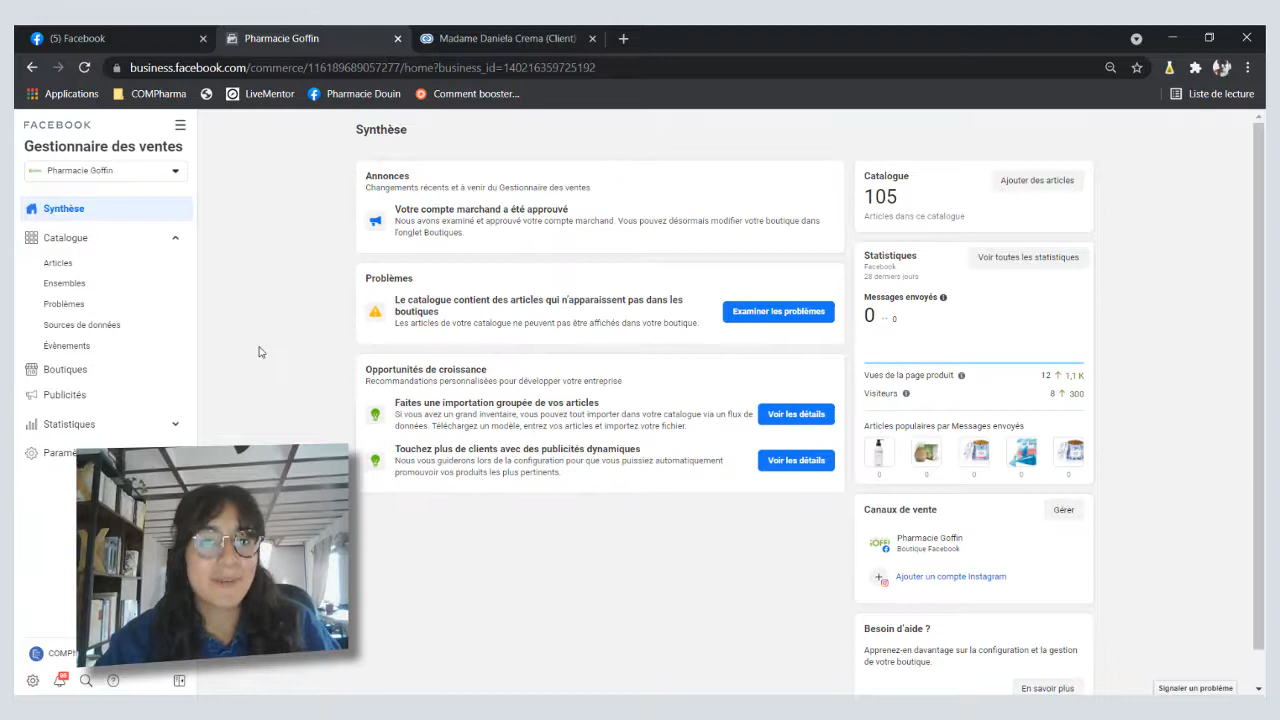 (5) Facebook
Pharmacie Goffin
Madame Daniela Crema (Client)
business.facebook.com/commerce/116189689057277/home?business_id=140216359725192
Applications
COMPharma
LiveMentor
Pharmacie Douin
Comment booster...
Liste de lecture
FACEBOOK
Gestionnaire des ventes
Pharmacie Goffin
Synthèse
Catalogue
Articles
Ensembles
Problèmes
Sources de données
Évènements
Boutiques
Publicités
Statistiques
Synthèse
Annonces
Changements récents et à venir du Gestionnaire des ventes
Votre compte marchand a été approuvé
Nous avons examiné et approuvé votre compte marchand. Vous pouvez désormais modifier votre boutique dans
l'onglet Boutiques.
Problèmes
Le catalogue contient des articles qui n'apparaissent pas dans les
boutiques
Les articles de votre catalogue ne peuvent pas être affichés dans votre boutique.
Examiner les problèmes
Opportunités de croissance
Recommandations personnalisées pour développer votre entreprise
Faites une importation groupée de vos articles
Si vous avez un grand inventaire, vous pouvez tout importer dans votre catalogue via un flux de
données. Téléchargez un modèle, entrez vos articles et importez votre fichier.
Voir les détails
Touchez plus de clients avec des publicités dynamiques
Nous vous guiderons lors de la configuration pour que vous puissiez automatiquement
promouvoir vos produits les plus pertinents.
Voir les détails
Catalogue
Ajouter des articles
105
Articles dans ce catalogue
Statistiques
Voir toutes les statistiques
Facebook
28 derniers jours
Messages envoyés
0 -- 0
Vues de la page produit 12 ↑ 1,1 K
Visiteurs 8 ↑ 300
Articles populaires par Messages envoyés
0 0 0 0 0
Canaux de vente
Gérer
Pharmacie Goffin
Boutique Facebook
Ajouter un compte Instagram
Besoin d'aide ?
Apprenez-en davantage sur la configuration et la gestion
de votre boutique.
En savoir plus
Signaler un problème